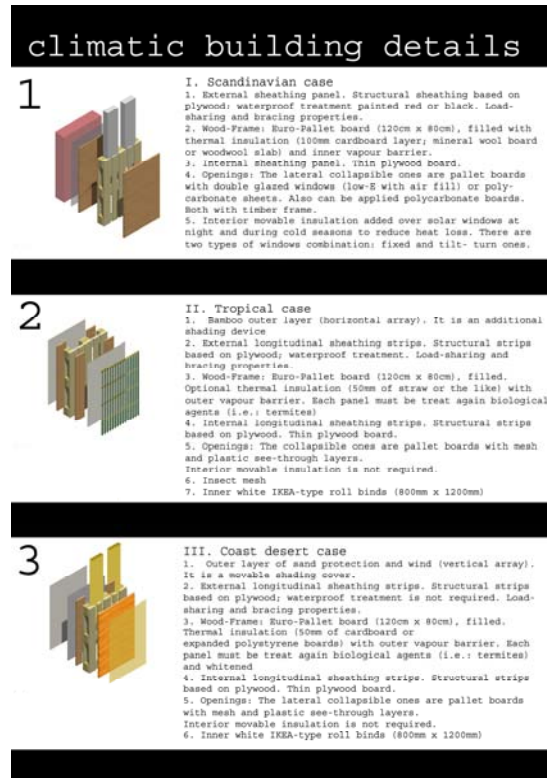 climatic building details
1
I. Scandinavian case
1. External sheathing panel. Structural sheathing based on
plywood; waterproof treatment painted red or black. Load-
sharing and bracing properties.
2. Wood-Frame: Euro-Pallet board (120cm x 80cm), filled with
thermal insulation (100mm cardboard layer; mineral wool board
or woodwool slab) and inner vapour barrier.
3. Internal sheathing panel. Thin plywood board.
4. Openings: The lateral collapsible ones are pallet boards
with double glazed windows (low-E with air fill) or poly-
carbonate sheets. Also can be applied polycarbonate boards.
Both with timber frame.
5. Interior movable insulation added over solar windows at
night and during cold seasons to reduce heat loss. There are
two types of windows combination: fixed and tilt- turn ones.
2
II. Tropical case
1. Bamboo outer layer (horizontal array). It is an additional
shading device
2. External longitudinal sheathing strips. Structural strips
based on plywood; waterproof treatment. Load-sharing and
bracing properties.
3. Wood-Frame: Euro-Pallet board (120cm x 80cm), filled.
Optional thermal insulation (50mm of straw or the like) with
outer vapour barrier. Each panel must be treat again biological
agents (i.e.: termites)
4. Internal longitudinal sheathing strips. Structural strips
based on plywood. Thin plywood board.
5. Openings: The collapsible ones are pallet boards with mesh
and plastic see-through layers.
Interior movable insulation is not required.
6. Insect mesh
7. Inner white IKEA-type roll binds (800mm x 1200mm)
3
III. Coast desert case
1. Outer layer of sand protection and wind (vertical array).
It is a movable shading cover.
2. External longitudinal sheathing strips. Structural strips
based on plywood; waterproof treatment is not required. Load-
sharing and bracing properties.
3. Wood-Frame: Euro-Pallet board (120cm x 80cm), filled.
Thermal insulation (50mm of cardboard or
expanded polystyrene boards) with outer vapour barrier. Each
panel must be treat again biological agents (i.e.: termites)
and whitened
4. Internal longitudinal sheathing strips. Structural strips
based on plywood. Thin plywood board.
5. Openings: The lateral collapsible ones are pallet boards
with mesh and plastic see-through layers.
Interior movable insulation is not required.
6. Inner white IKEA-type roll binds (800mm x 1200mm)